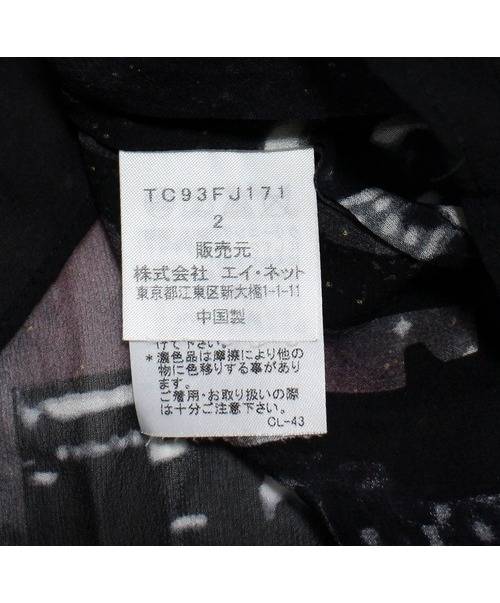 TC93FJ171
2
販売元
株式会社 エイ・ネット
東京都江東区新大橋1-1-11
中国製
けて下さい。
*濃色品は摩擦により他の
物に色移りする事があり
ます。
ご着用・お取り扱いの際
は十分ご注意下さい。
CL-43